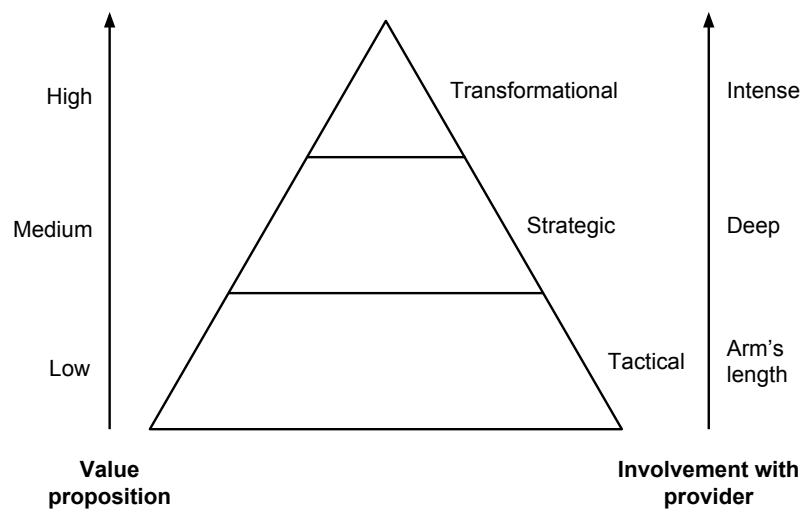 High
Transformational
Intense
Medium
Strategic
Deep
Low
Tactical
Arm’s
length
Value
proposition
Involvement with
provider